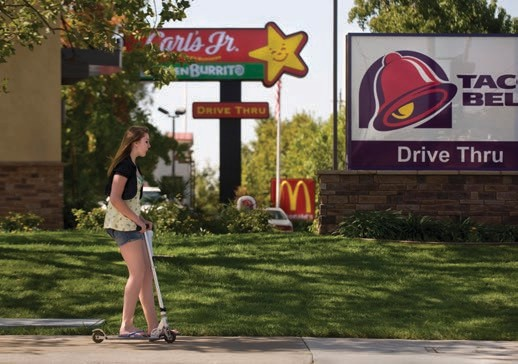 Carl's Jr.
GREEN BURRITO
DRIVE THRU
TACO
BELL
Drive Thru
M